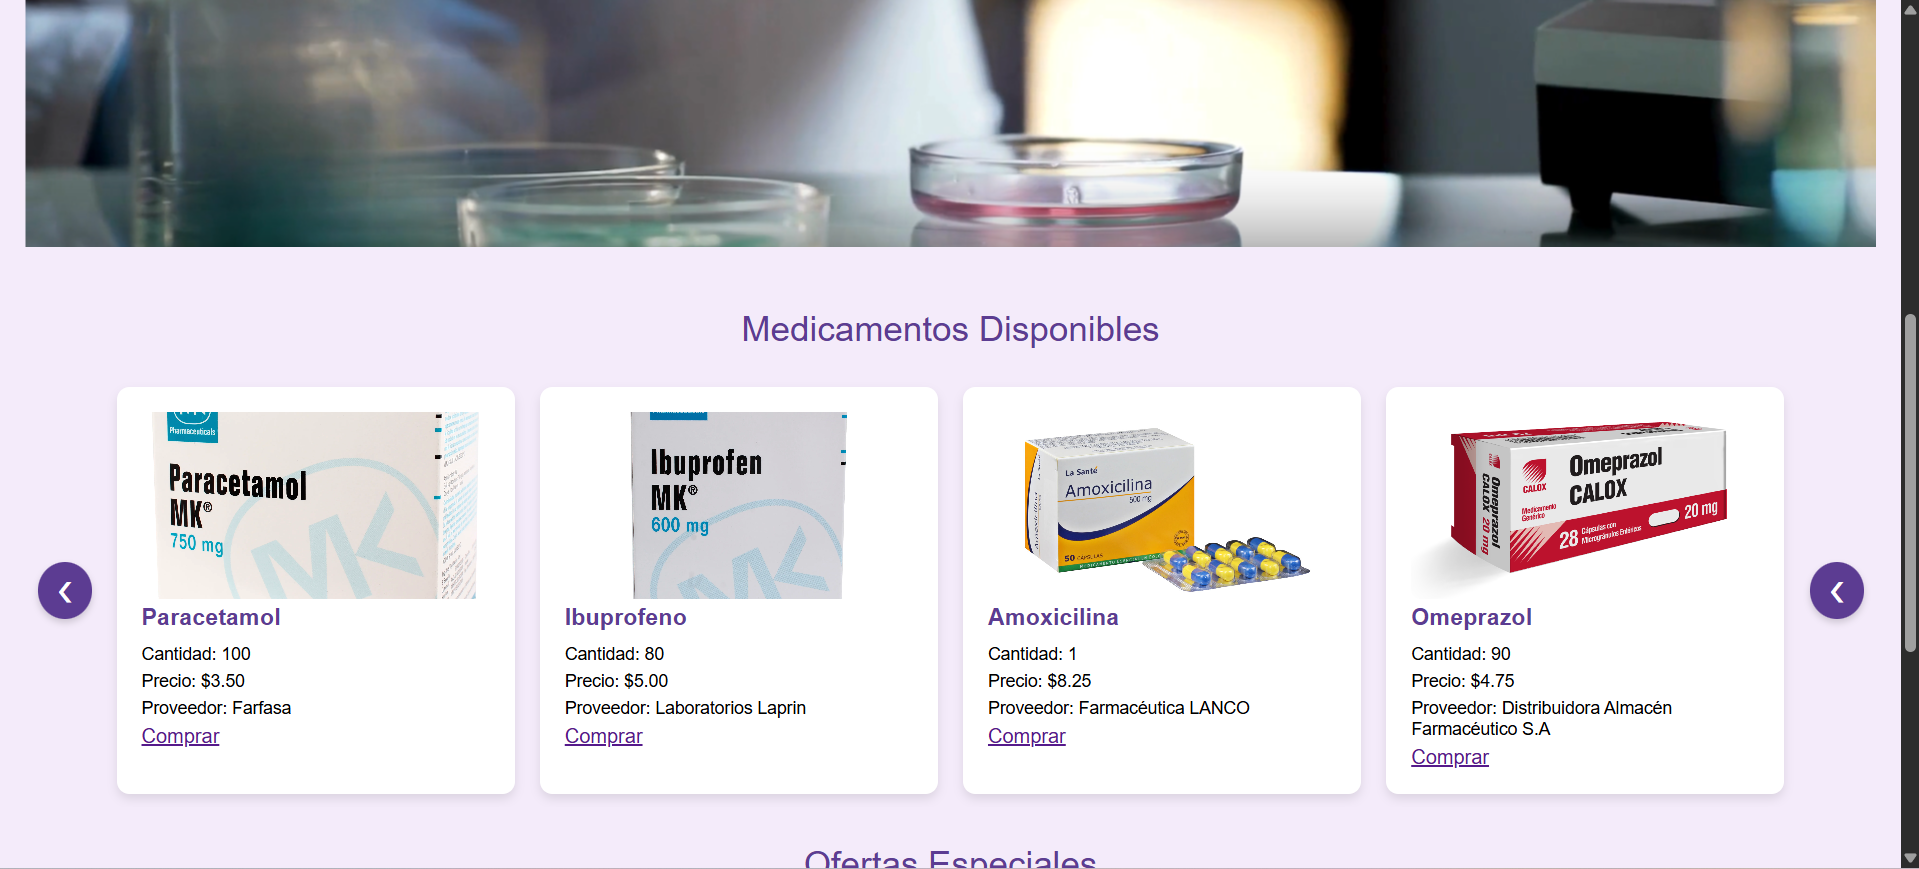 Medicamentos Disponibles
Pharmaceuticals
Paracetamol
MK®
750 mg
Ibuprofen
MK®
600 mg
La Santé
Amoxicilina
500 mg
50 CÁPSULAS
Omeprazol
CALOX
CALOX
Medicamento
Genérico
28 Cápsulas con
Microgránulos Entéricos
20 mg
Omeprazol
CALOX 20 mg
Paracetamol
Cantidad: 100
Precio: $3.50
Proveedor: Farfasa
Comprar
Ibuprofeno
Cantidad: 80
Precio: $5.00
Proveedor: Laboratorios Laprin
Comprar
Amoxicilina
Cantidad: 1
Precio: $8.25
Proveedor: Farmacéutica LANCO
Comprar
Omeprazol
Cantidad: 90
Precio: $4.75
Proveedor: Distribuidora Almacén
Farmacéutico S.A
Comprar
Ofertas Especiales